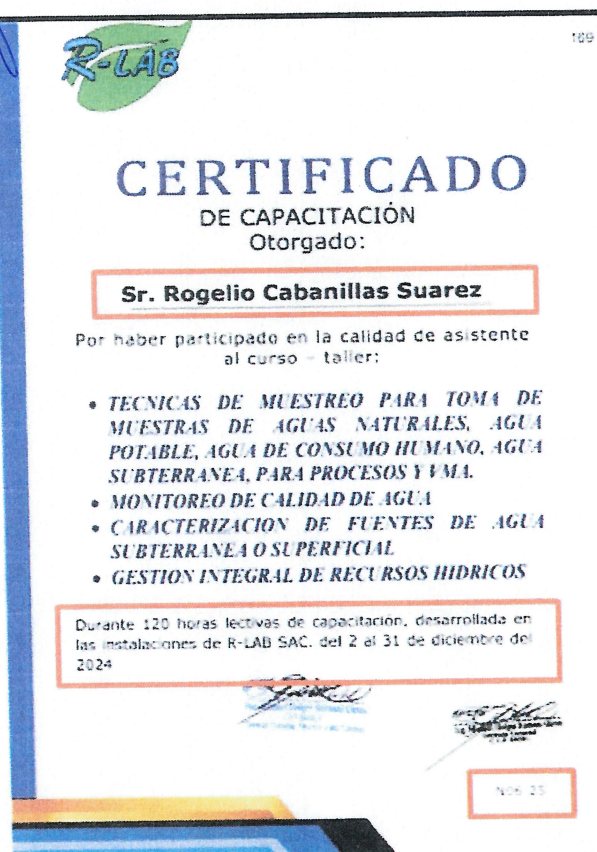 R-LAB
169
CERTIFICADO
DE CAPACITACIÓN
Otorgado:
Sr. Rogelio Cabanillas Suarez
Por haber participado en la calidad de asistente
al curso – taller:
• TECNICAS DE MUESTREO PARA TOMA DE
MUESTRAS DE AGUAS NATURALES, AGUA
POTABLE, AGUA DE CONSUMO HUMANO, AGUA
SUBTERRANEA, PARA PROCESOS Y VMA.
• MONITOREO DE CALIDAD DE AGUA
• CARACTERIZACION DE FUENTES DE AGUA
SUBTERRANEA O SUPERFICIAL
• GESTION INTEGRAL DE RECURSOS HIDRICOS
Durante 120 horas lectivas de capacitación, desarrollada en
las instalaciones de R-LAB SAC. del 2 al 31 de diciembre del
2024
N06-25